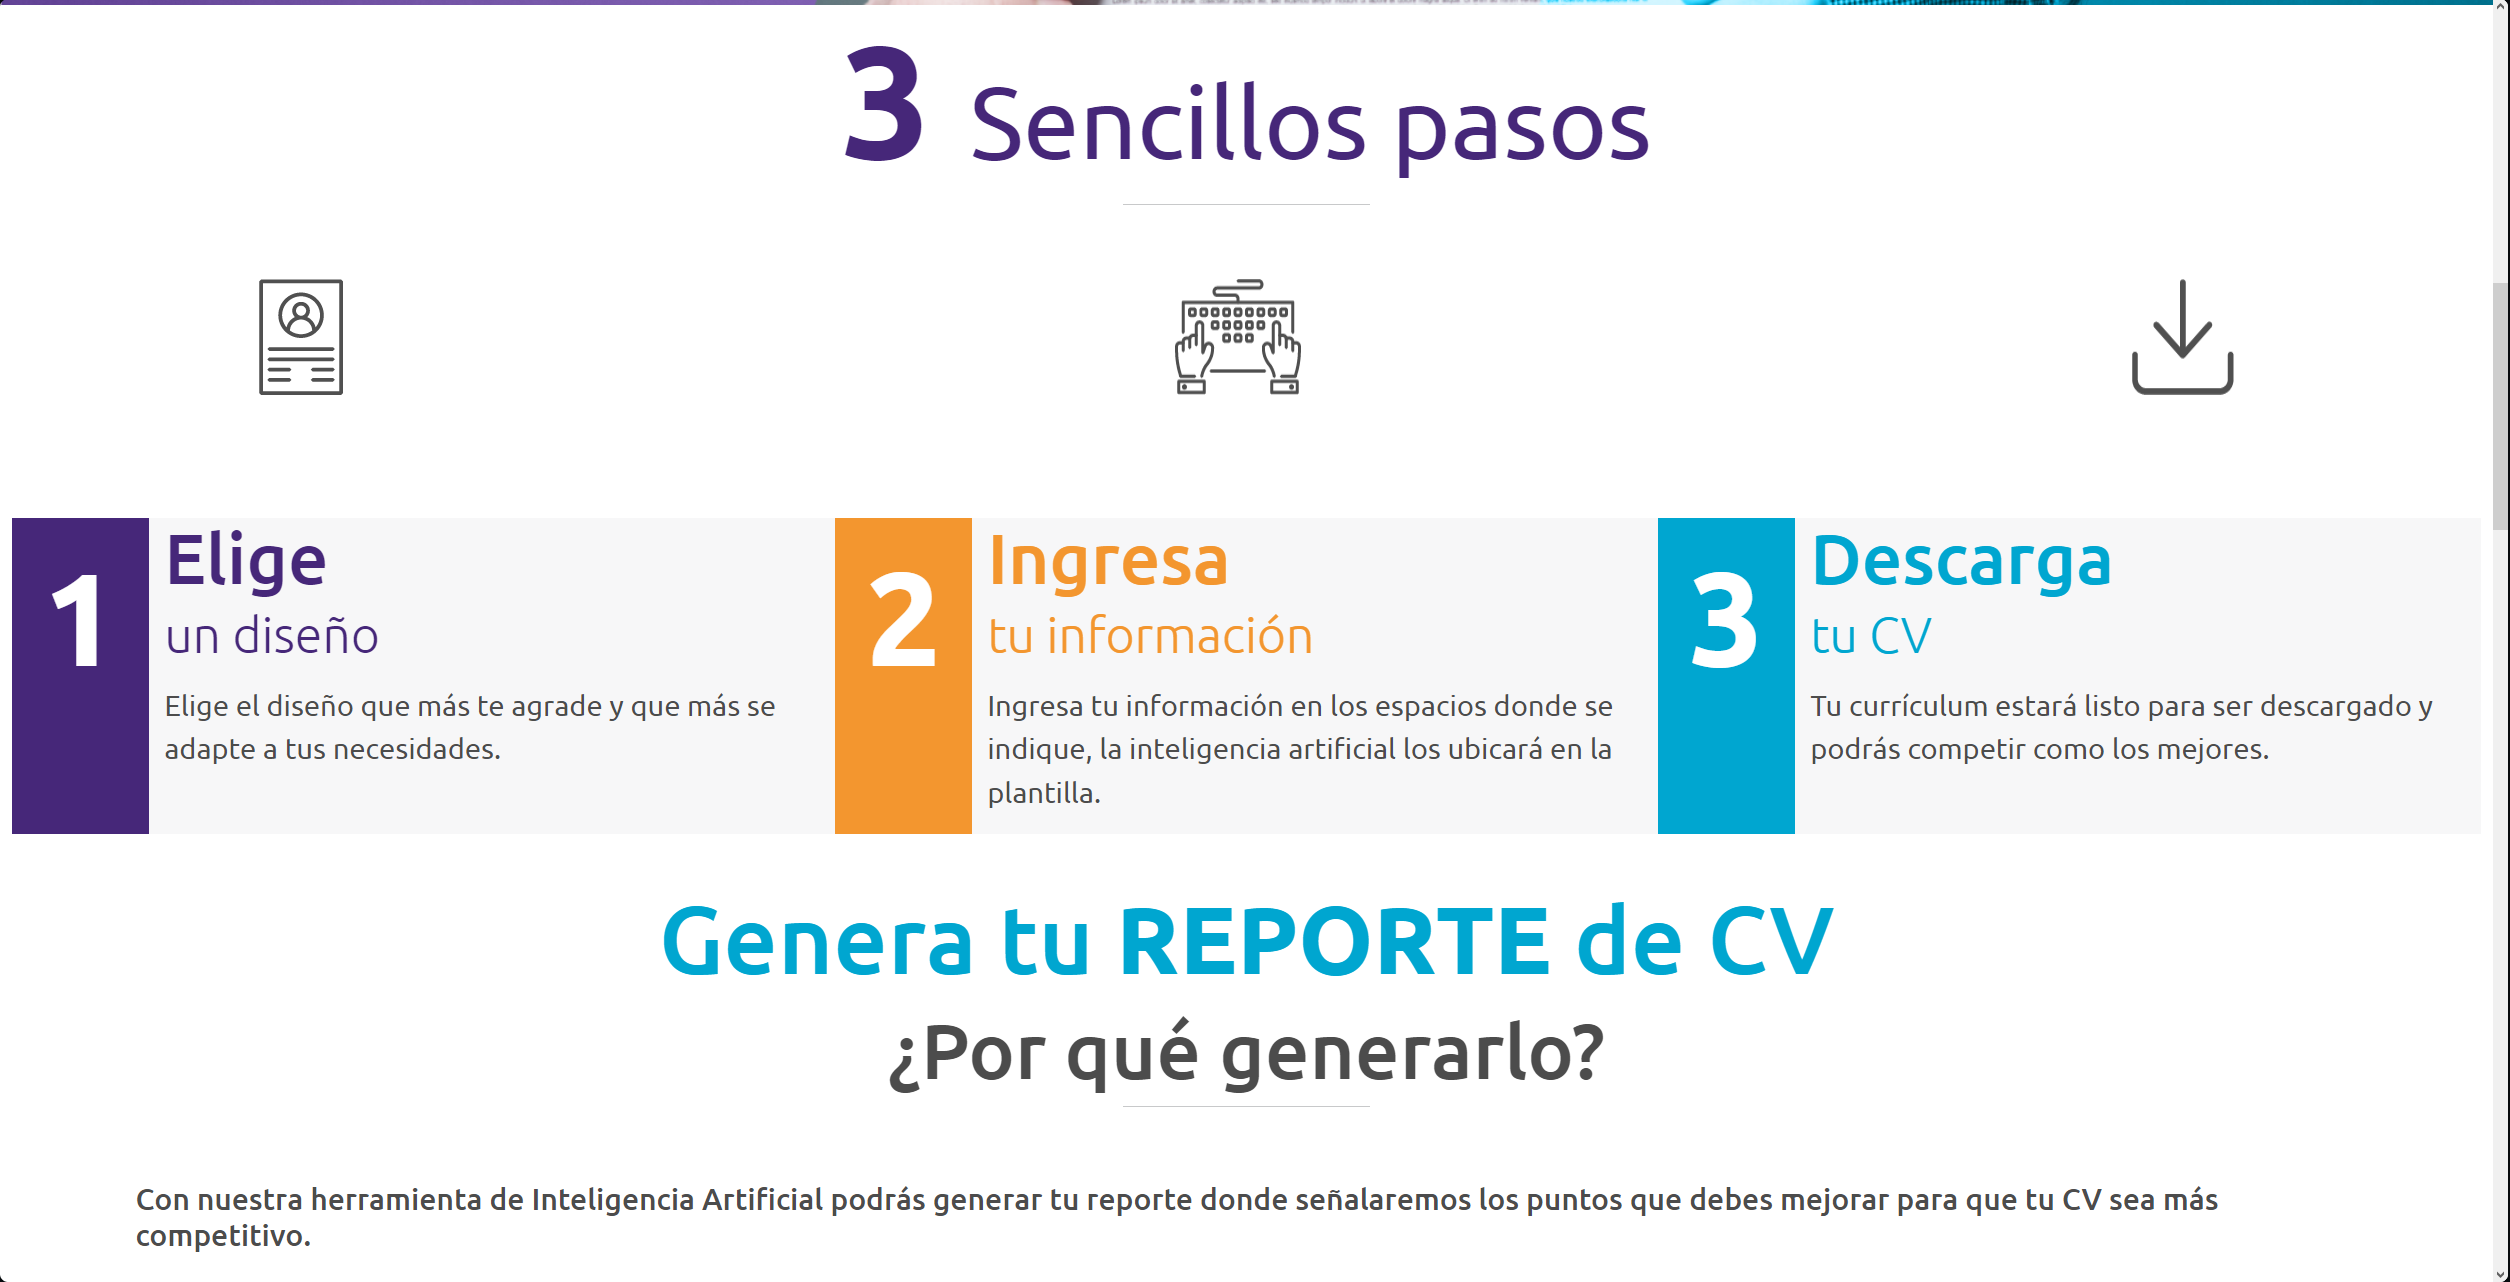 3 Sencillos pasos
1
Elige
un diseño
Elige el diseño que más te agrade y que más se
adapte a tus necesidades.
2
Ingresa
tu información
Ingresa tu información en los espacios donde se
indique, la inteligencia artificial los ubicará en la
plantilla.
3
Descarga
tu CV
Tu currículum estará listo para ser descargado y
podrás competir como los mejores.
Genera tu REPORTE de CV
¿Por qué generarlo?
Con nuestra herramienta de Inteligencia Artificial podrás generar tu reporte donde señalaremos los puntos que debes mejorar para que tu CV sea más
competitivo.